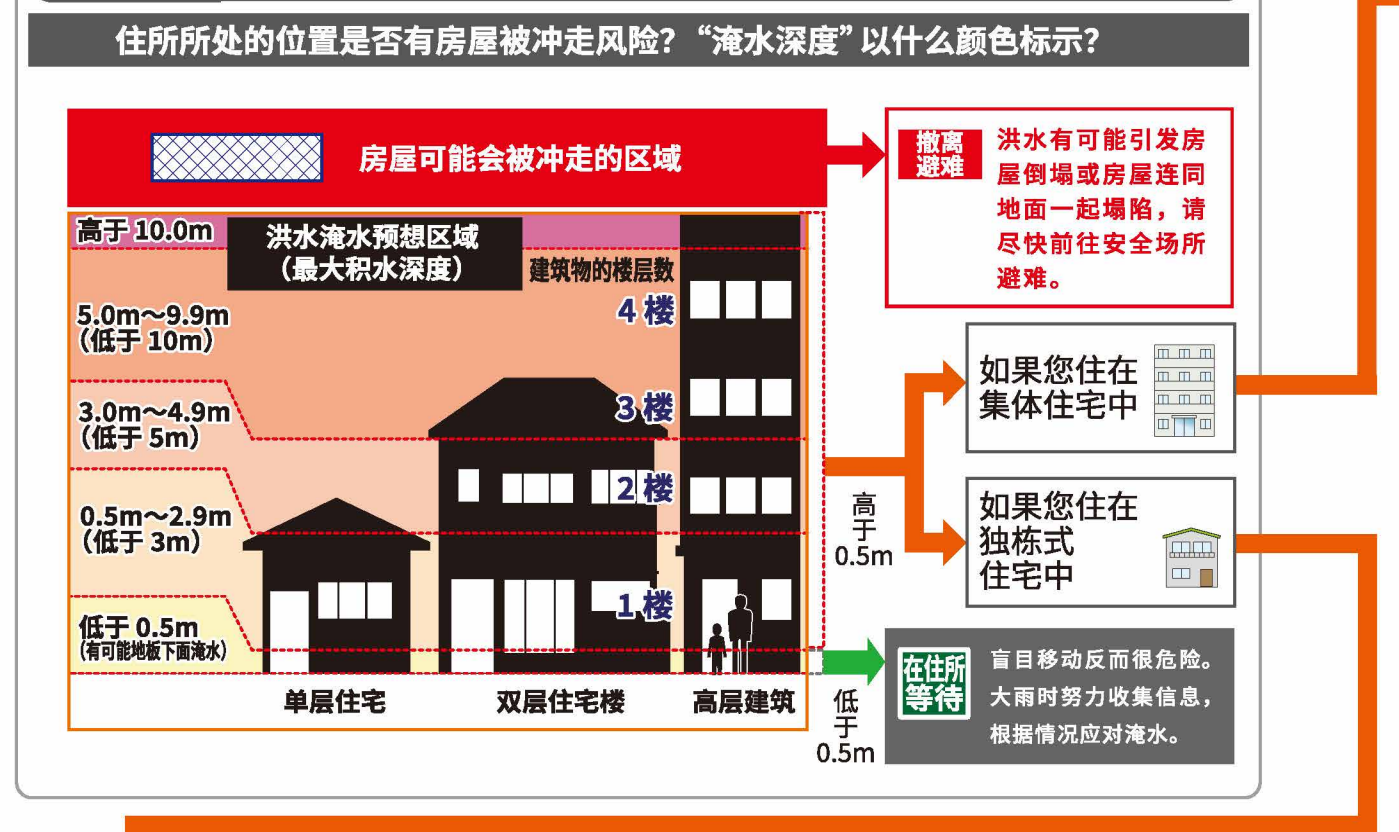 住所所处的位置是否有房屋被冲走风险？“淹水深度”以什么颜色标示？
房屋可能会被冲走的区域
撤离
避难
洪水有可能引发房
屋倒塌或房屋连同
地面一起塌陷，请
尽快前往安全场所
避难。
高于 10.0m
洪水淹水预想区域
（最大积水深度）
建筑物的楼层数
5.0m～9.9m
（低于 10m）
3.0m～4.9m
（低于 5m）
0.5m～2.9m
（低于 3m）
低于 0.5m
（有可能地板下面淹水）
4 楼
3 楼
2 楼
1 楼
单层住宅
双层住宅楼
高层建筑
高
于
0.5m
如果您住在
集体住宅中
如果您住在
独栋式
住宅中
低
于
0.5m
在住所
等待
盲目移动反而很危险。
大雨时努力收集信息，
根据情况应对淹水。